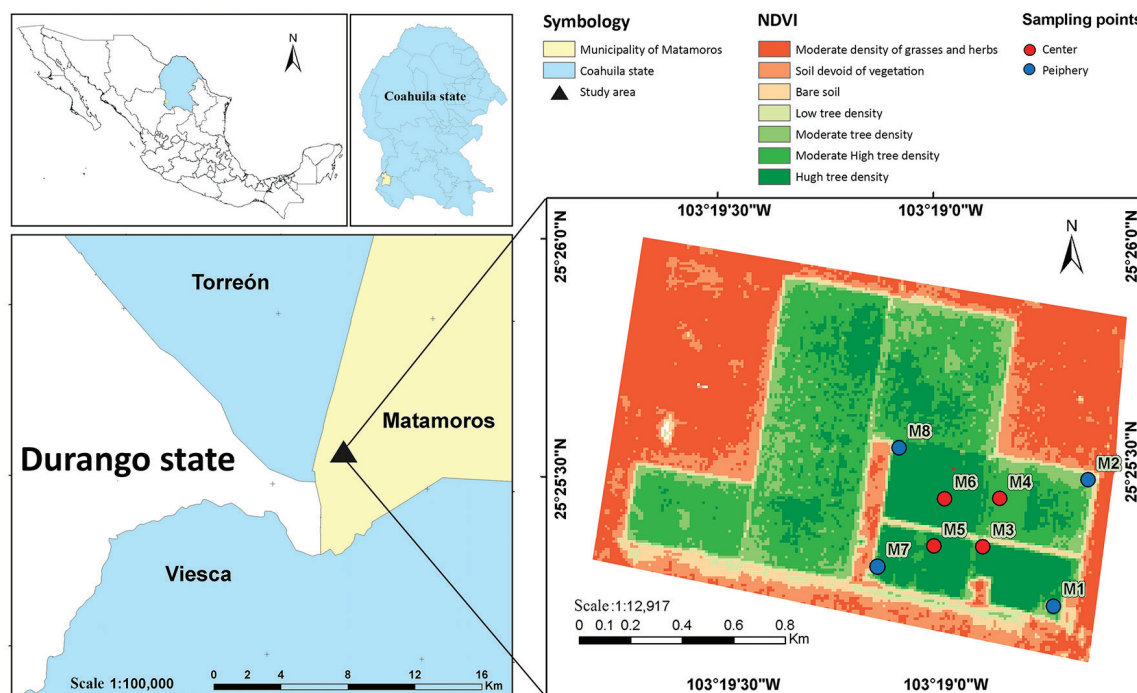 N
Coahuila state
Symbology
Municipality of Matamoros
Coahuila state
Study area
NDVI
Moderate density of grasses and herbs
Soil devoid of vegetation
Bare soil
Low tree density
Moderate tree density
Moderate High tree density
Hugh tree density
Sampling points
Center
Peiphery
Torreón
Matamoros
Durango state
Viesca
Scale 1:100,000
0 2 4 8 12 16
Km
103°19'30"W 103°19'0"W
25°26'0"N 25°26'0"N
N
25°25'30"N 25°25'30"N
M8
M2
M6 M4
M5 M3
M7
M1
Scale:1:12,917
0 0.1 0.2 0.4 0.6 0.8
Km
103°19'30"W 103°19'0"W